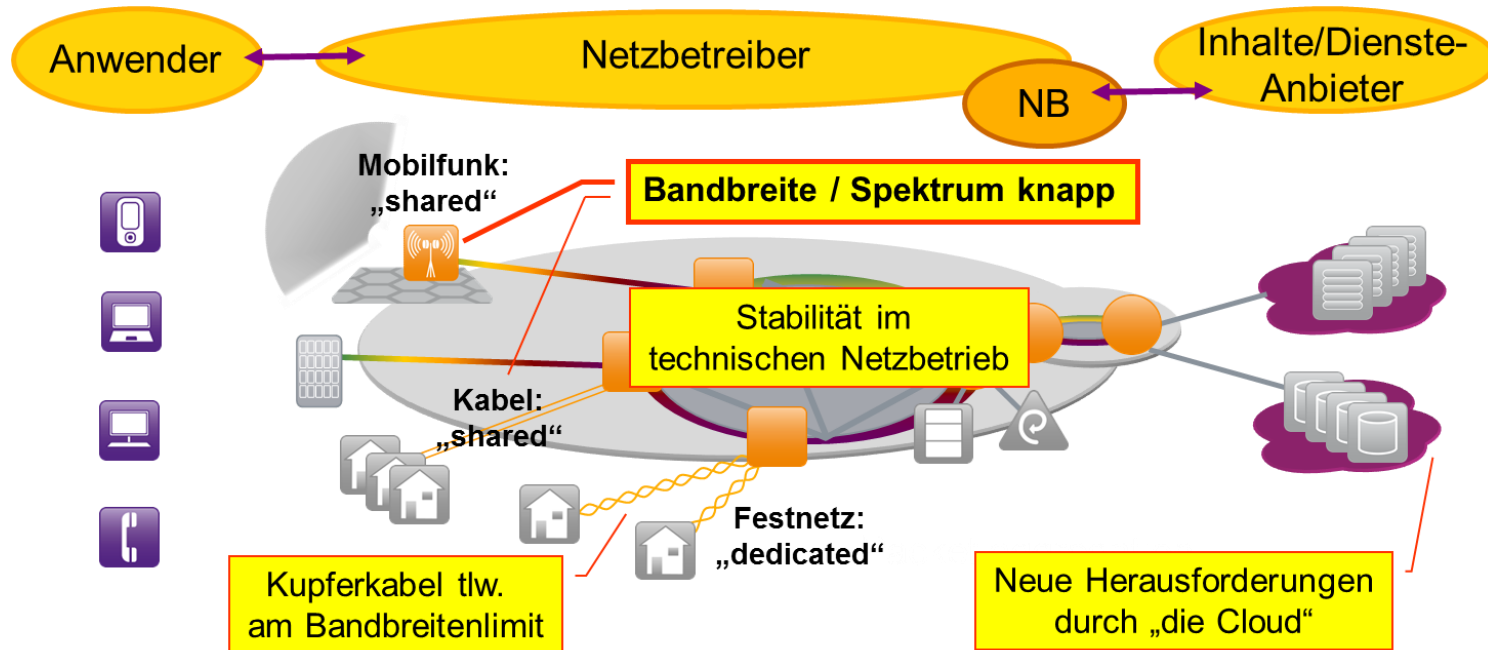 Anwender
Netzbetreiber
NB
Inhalte/Dienste-
Anbieter
Mobilfunk:
„shared“
Bandbreite / Spektrum knapp
Stabilität im
technischen Netzbetrieb
Kabel:
„shared“
Festnetz:
„dedicated“
Kupferkabel tlw.
am Bandbreitenlimit
Neue Herausforderungen
durch „die Cloud“